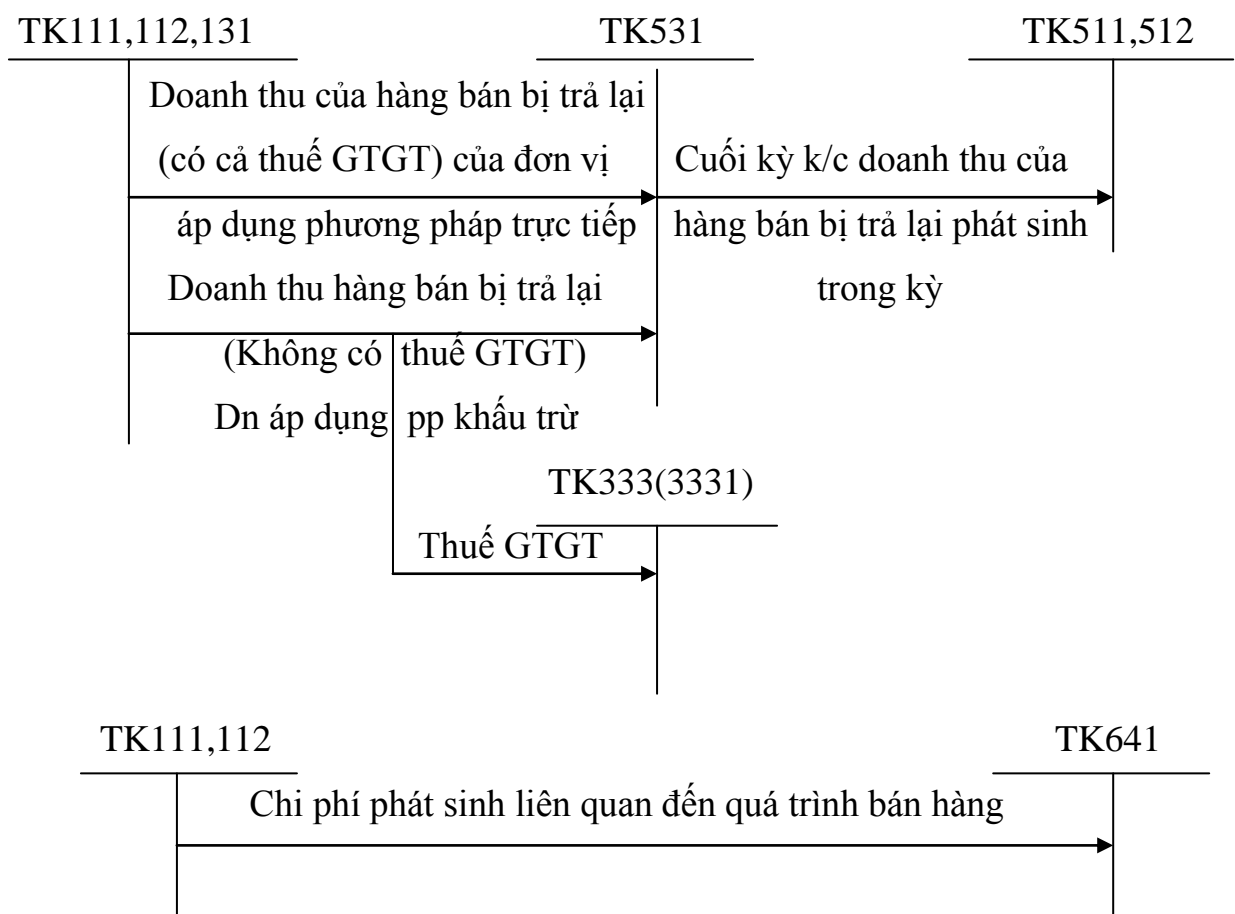 TK111,112,131 TK531 TK511,512
Doanh thu của hàng bán bị trả lại
(có cả thuế GTGT) của đơn vị
áp dụng phương pháp trực tiếp
Cuối kỳ k/c doanh thu của
hàng bán bị trả lại phát sinh
trong kỳ
Doanh thu hàng bán bị trả lại
(Không có thuế GTGT)
Dn áp dụng pp khấu trừ
TK333(3331)
Thuế GTGT
TK111,112 TK641
Chi phí phát sinh liên quan đến quá trình bán hàng